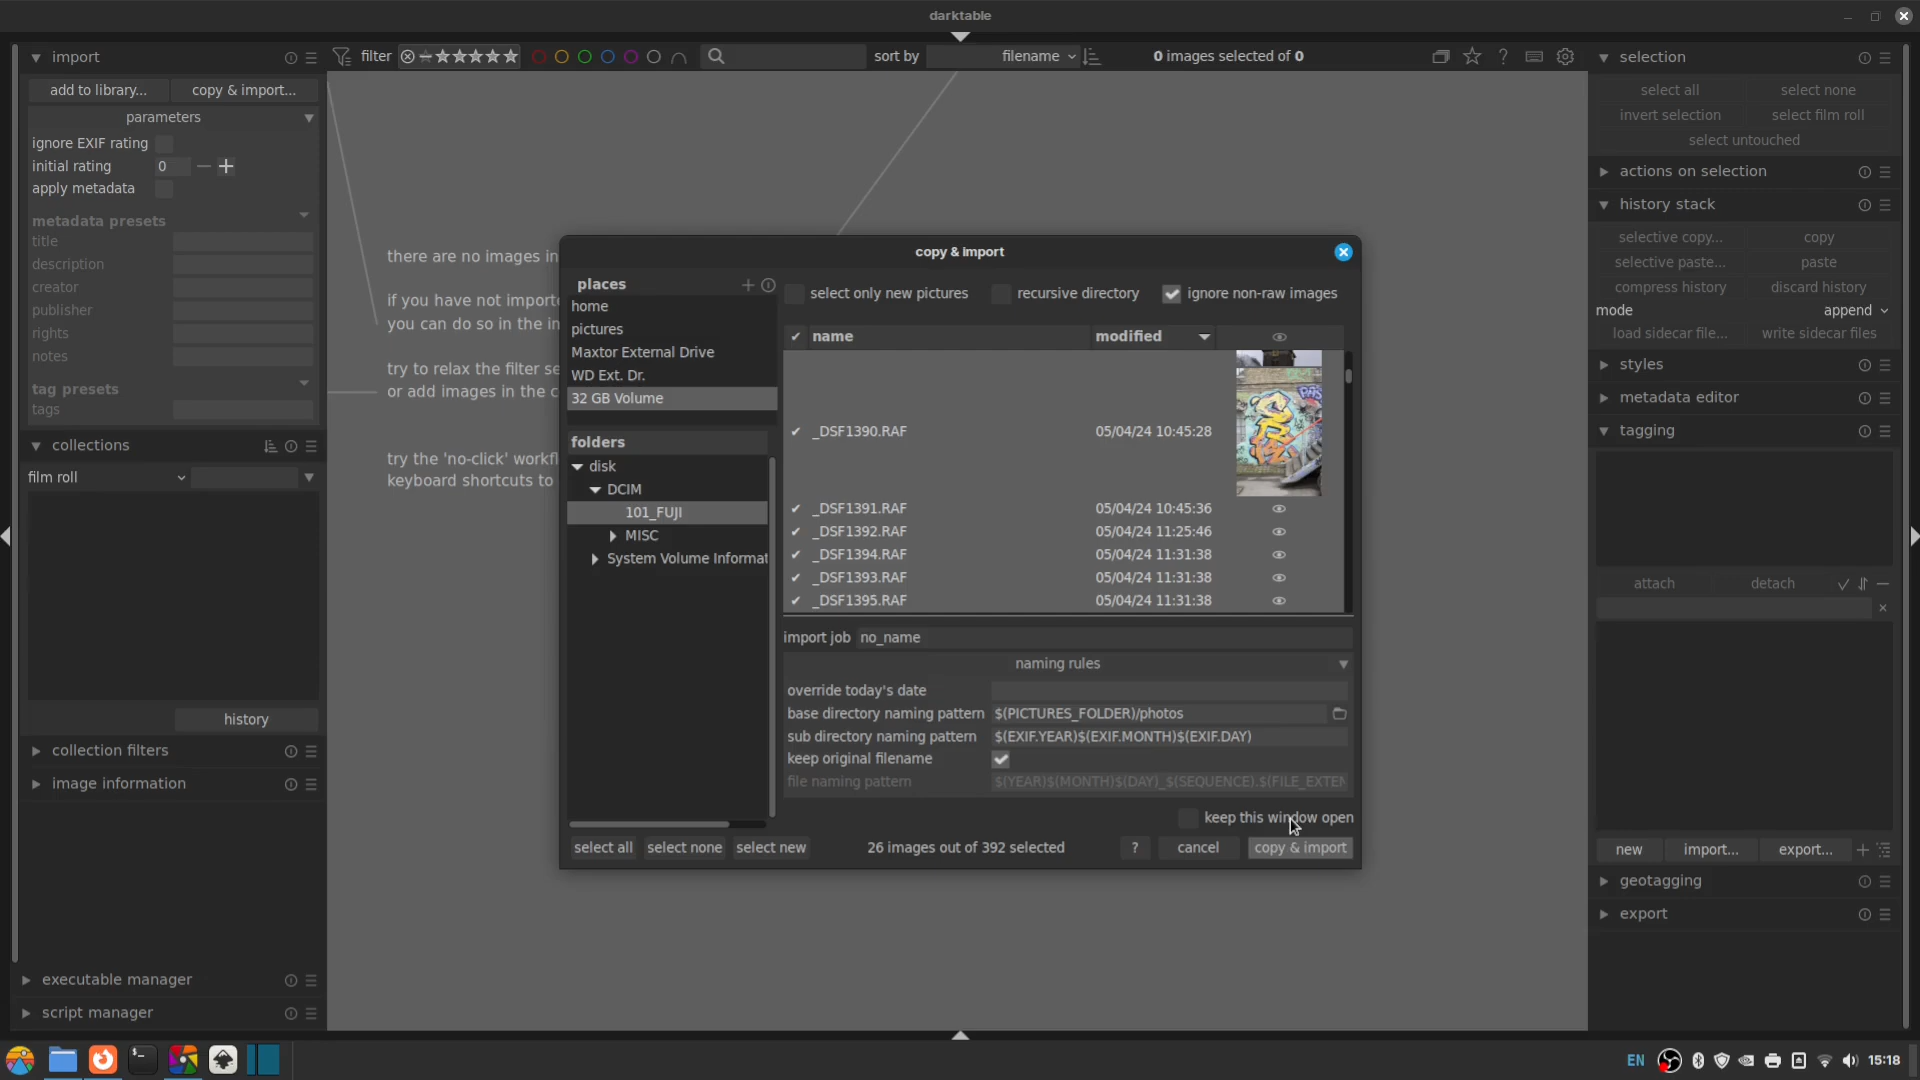 darktable
import
filter
sort by
filename
0 images selected of 0
selection
add to library...
copy & import...
parameters
ignore EXIF rating
initial rating
0
apply metadata
metadata presets
title
description
creator
publisher
rights
notes
tag presets
tags
collections
film roll
history
collection filters
image information
executable manager
script manager
there are no images in
if you have not importe
you can do so in the in
try to relax the filter se
or add images in the c
try the 'no-click' workfl
keyboard shortcuts to
copy & import
places
home
pictures
Maxtor External Drive
WD Ext. Dr.
32 GB Volume
folders
disk
DCIM
101_FUJI
MISC
System Volume Informat
select only new pictures
recursive directory
ignore non-raw images
name
modified
_DSF1390.RAF 05/04/24 10:45:28
_DSF1391.RAF 05/04/24 10:45:36
_DSF1392.RAF 05/04/24 11:25:46
_DSF1394.RAF 05/04/24 11:31:38
_DSF1393.RAF 05/04/24 11:31:38
_DSF1395.RAF 05/04/24 11:31:38
import job no_name
naming rules
override today's date
base directory naming pattern $(PICTURES_FOLDER)/photos
sub directory naming pattern $(EXIF.YEAR)$(EXIF.MONTH)$(EXIF.DAY)
keep original filename
file naming pattern $(YEAR)$(MONTH)$(DAY)_$(SEQUENCE).$(FILE_EXTEN
keep this window open
select all
select none
select new
26 images out of 392 selected
?
cancel
copy & import
select all
select none
invert selection
select film roll
select untouched
actions on selection
history stack
selective copy...
copy
selective paste...
paste
compress history
discard history
mode
append
load sidecar file...
write sidecar files
styles
metadata editor
tagging
attach
detach
new
import...
export...
geotagging
export
EN
15:18